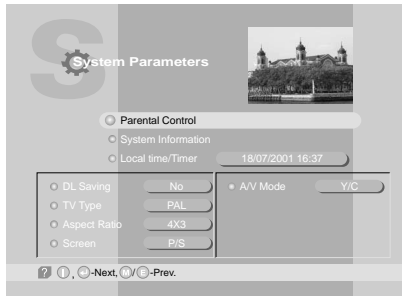 System Parameters
Parental Control
System Information
Local time/Timer 18/07/2001 16:37
DL Saving No
TV Type PAL
Aspect Ratio 4X3
Screen P/S
A/V Mode Y/C
? i , -Next, M/E-Prev.